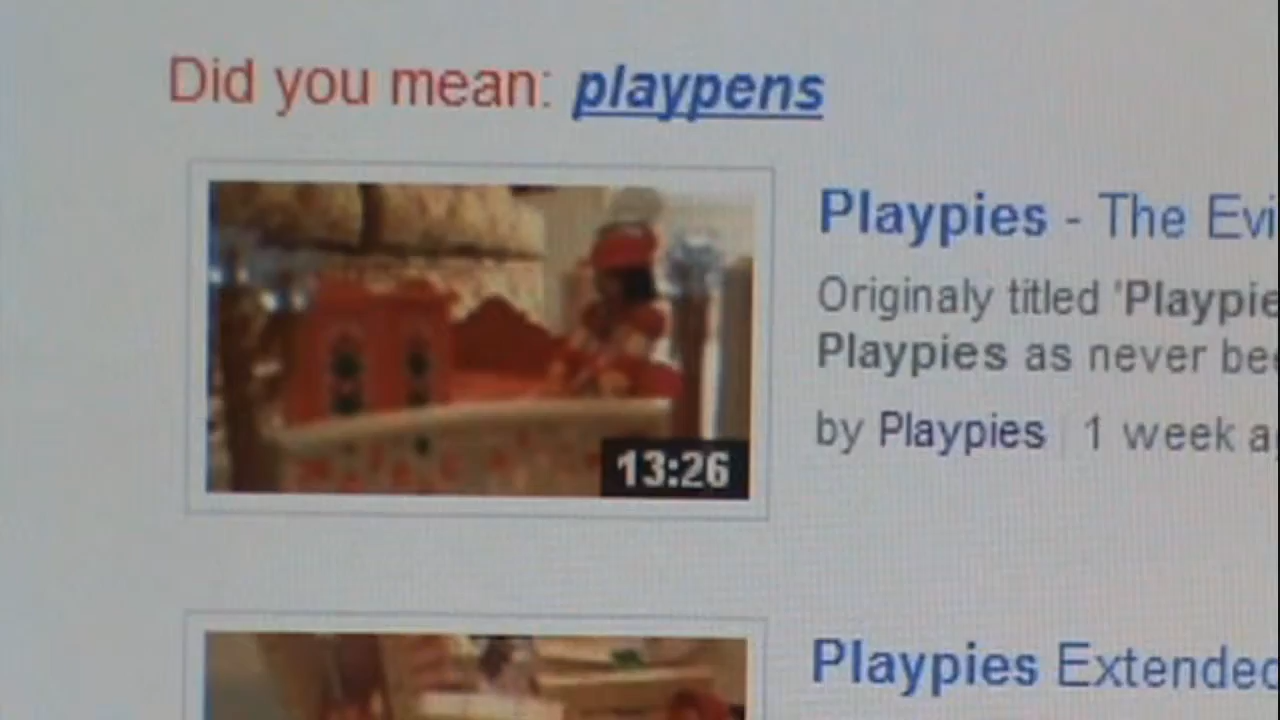 Did you mean: playpens
Playpies - The Evi
Originaly titled 'Playpie
Playpies as never be
by Playpies 1 week a
13:26
Playpies Extended